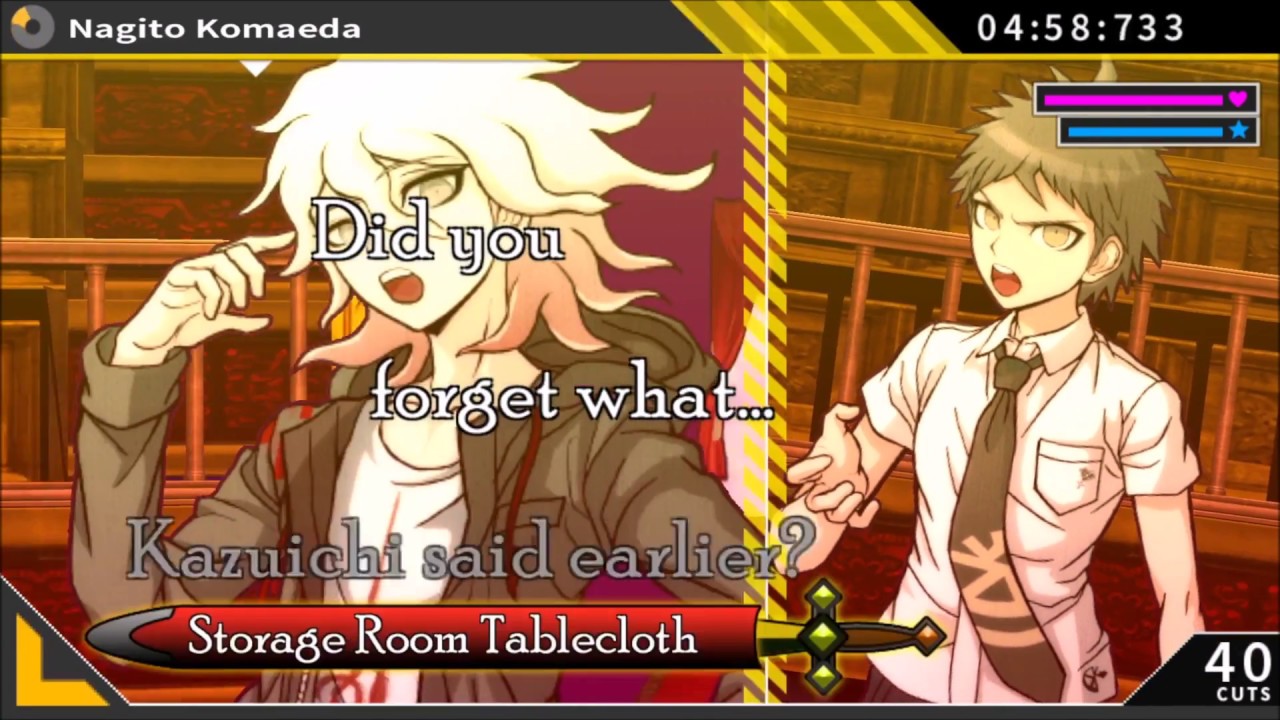 Nagito Komaeda
04:58:733
Did you
forget what...
Kazuichi said earlier?
Storage Room Tablecloth
40
CUTS